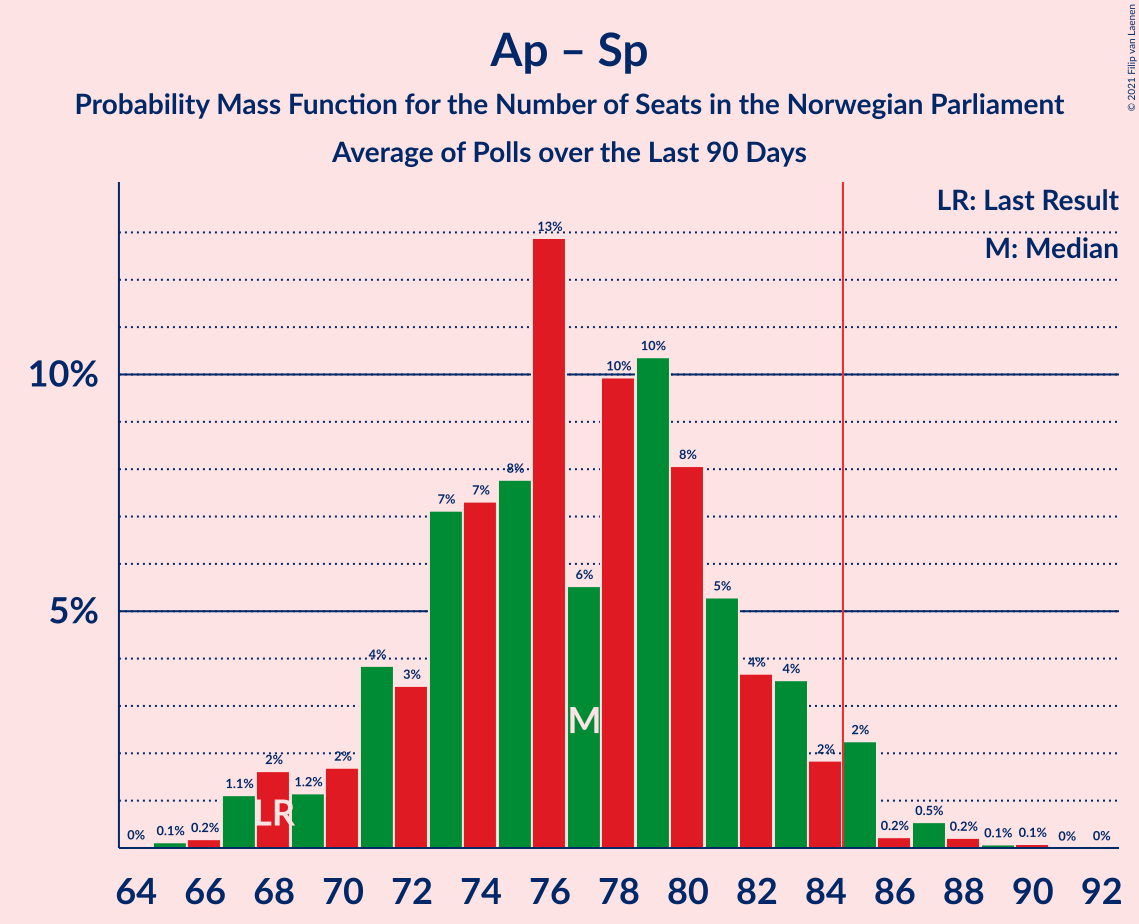 Ap – Sp
Probability Mass Function for the Number of Seats in the Norwegian Parliament
Average of Polls over the Last 90 Days
© 2021 Filip van Laenen
LR: Last Result
M: Median
10%
5%
0% 0.1% 0.2% 1.1% 2% 1.2% 2% 4% 3% 7% 7% 8% 13% 6% 10% 10% 8% 5% 4% 4% 2% 2% 0.2% 0.5% 0.2% 0.1% 0.1% 0% 0%
M
LR
64 66 68 70 72 74 76 78 80 82 84 86 88 90 92